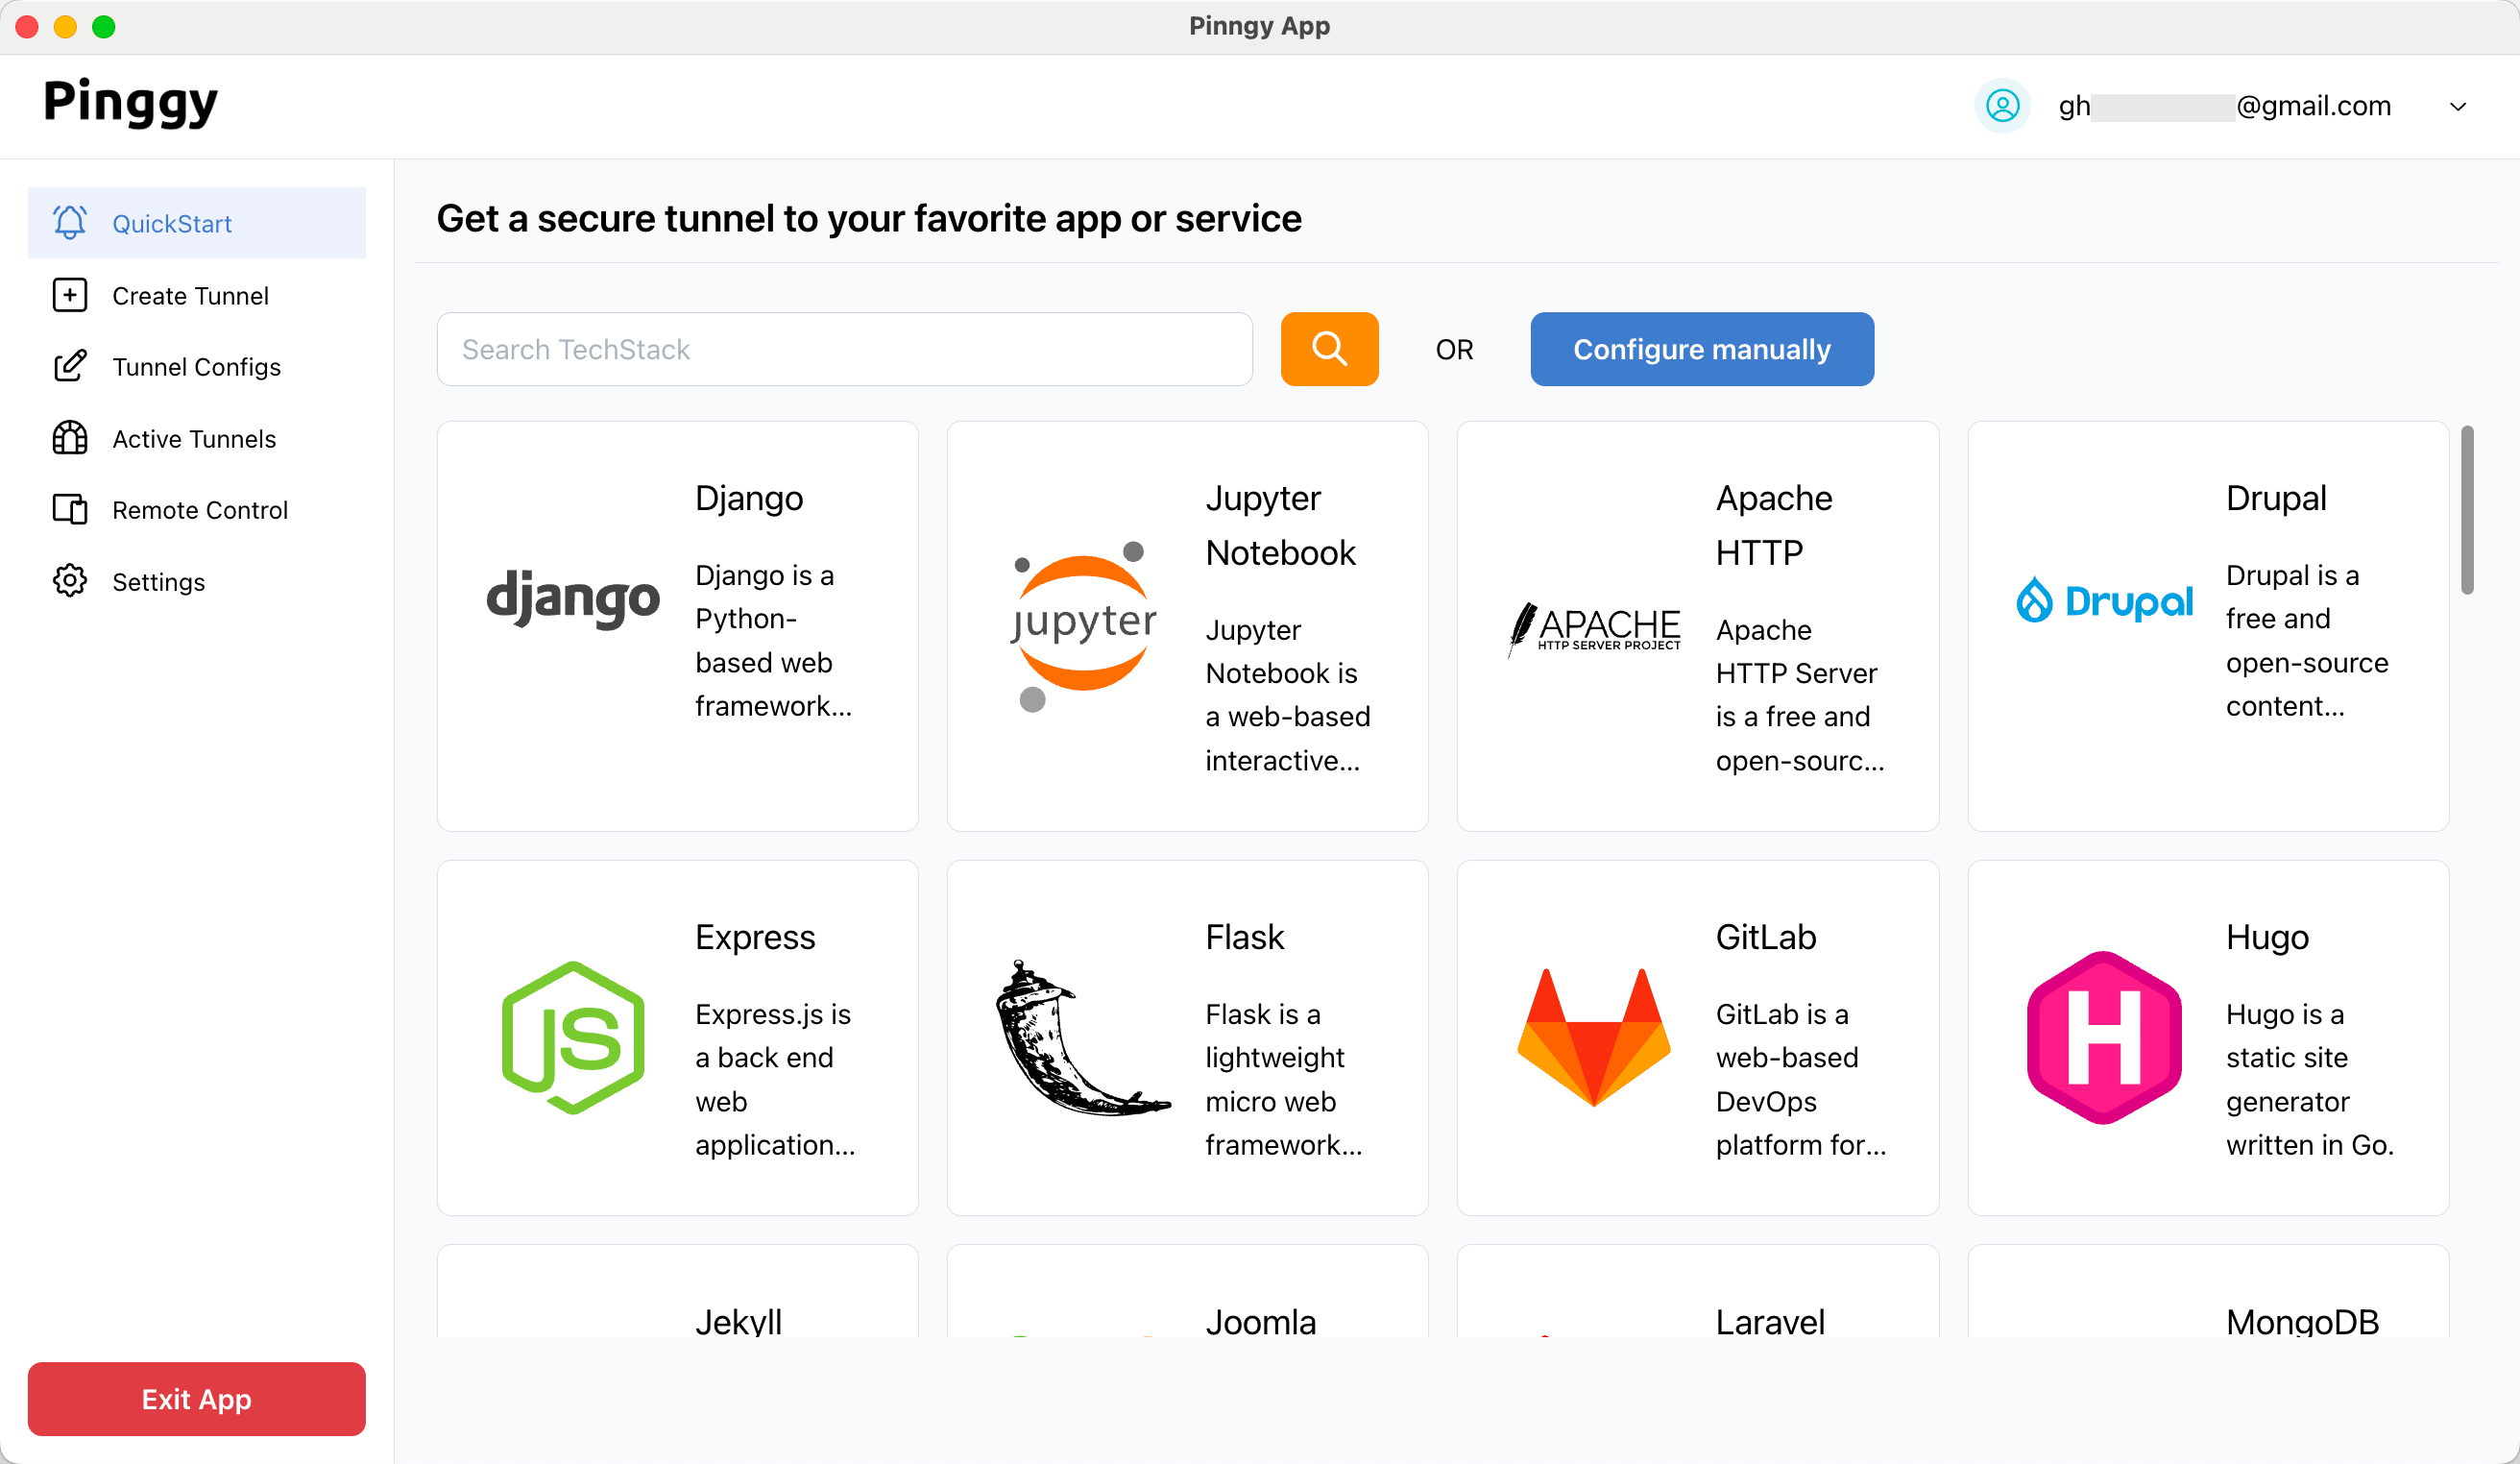 Pinngy App
Pinggy
gh
@gmail.com
QuickStart
Create Tunnel
Tunnel Configs
Active Tunnels
Remote Control
Settings
Exit App
Get a secure tunnel to your favorite app or service
Search TechStack
OR
Configure manually
django
Django
Django is a
Python-
based web
framework...
jupyter
Jupyter
Notebook
Jupyter
Notebook is
a web-based
interactive...
APACHE
HTTP SERVER PROJECT
Apache
HTTP
Apache
HTTP Server
is a free and
open-sourc...
Drupal
Drupal
Drupal is a
free and
open-source
content...
JS
Express
Express.js is
a back end
web
application...
Flask
Flask is a
lightweight
micro web
framework...
GitLab
GitLab is a
web-based
DevOps
platform for...
H
Hugo
Hugo is a
static site
generator
written in Go.
Jekyll
Joomla
Laravel
MongoDB